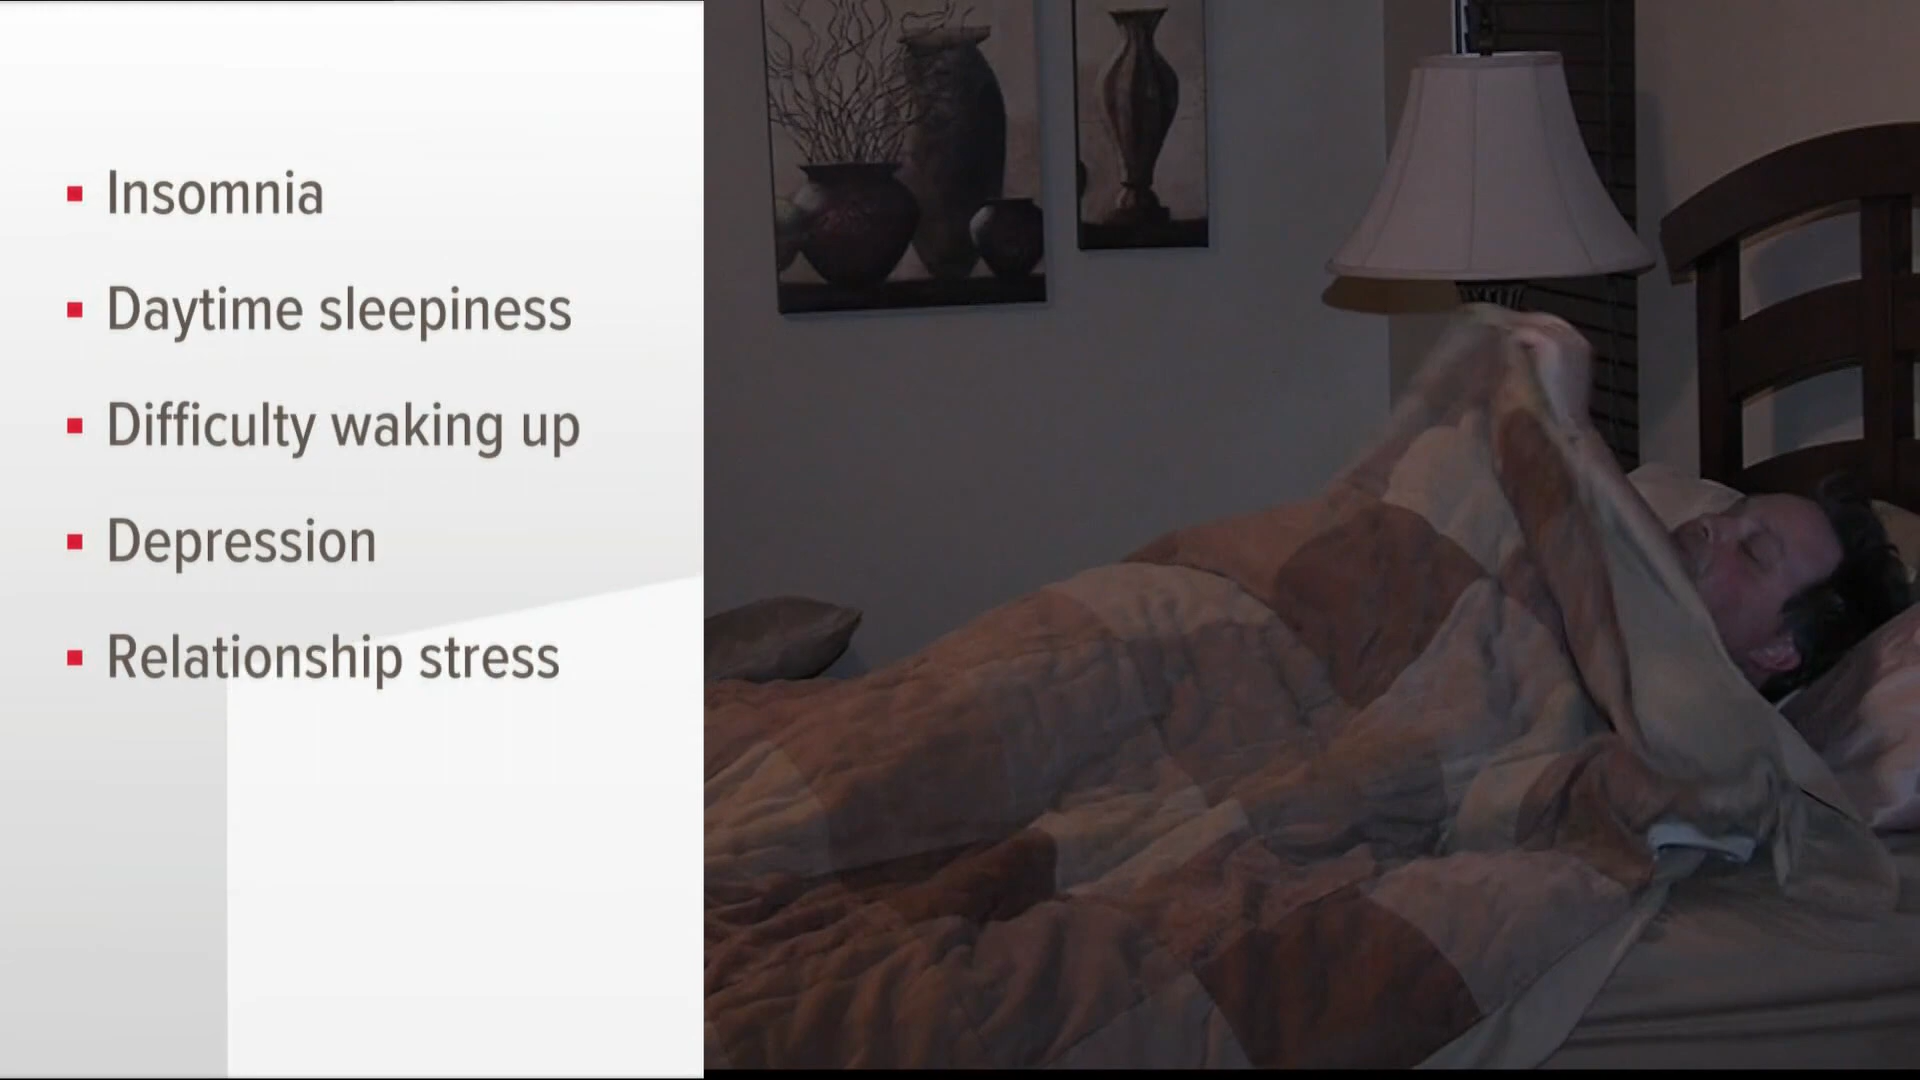 Insomnia
Daytime sleepiness
Difficulty waking up
Depression
Relationship stress